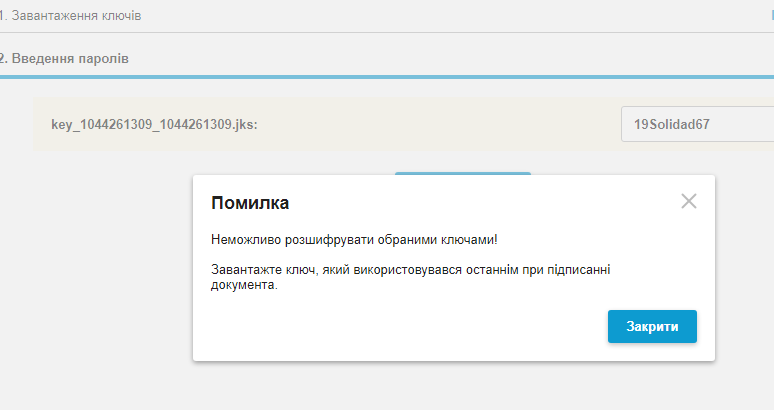 1. Завантаження ключів
2. Введення паролів
key_1044261309_1044261309.jks:
19Solidad67
Помилка
Неможливо розшифрувати обраними ключами!
Завантажте ключ, який використовувався останнім при підписанні
документа.
Закрити